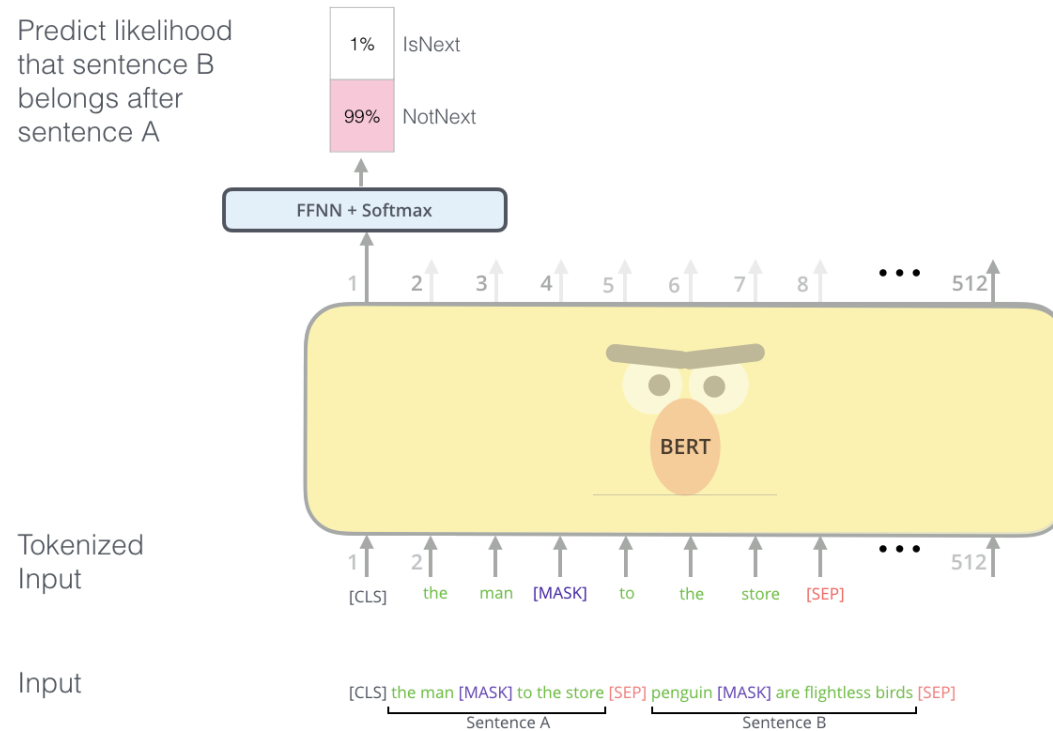 Predict likelihood
that sentence B
belongs after
sentence A
1% IsNext
99% NotNext
FFNN + Softmax
1 2 3 4 5 6 7 8 ••• 512
BERT
Tokenized
Input
1 2 ••• 512
[CLS] the man [MASK] to the store [SEP]
Input
[CLS] the man [MASK] to the store [SEP] penguin [MASK] are flightless birds [SEP]
Sentence A Sentence B